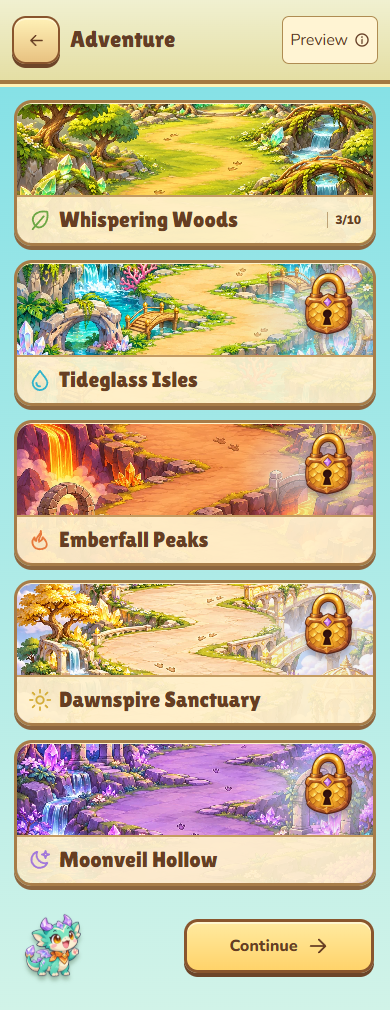 Adventure
Preview
Whispering Woods
3/10
Tideglass Isles
Emberfall Peaks
Dawnspire Sanctuary
Moonveil Hollow
Continue